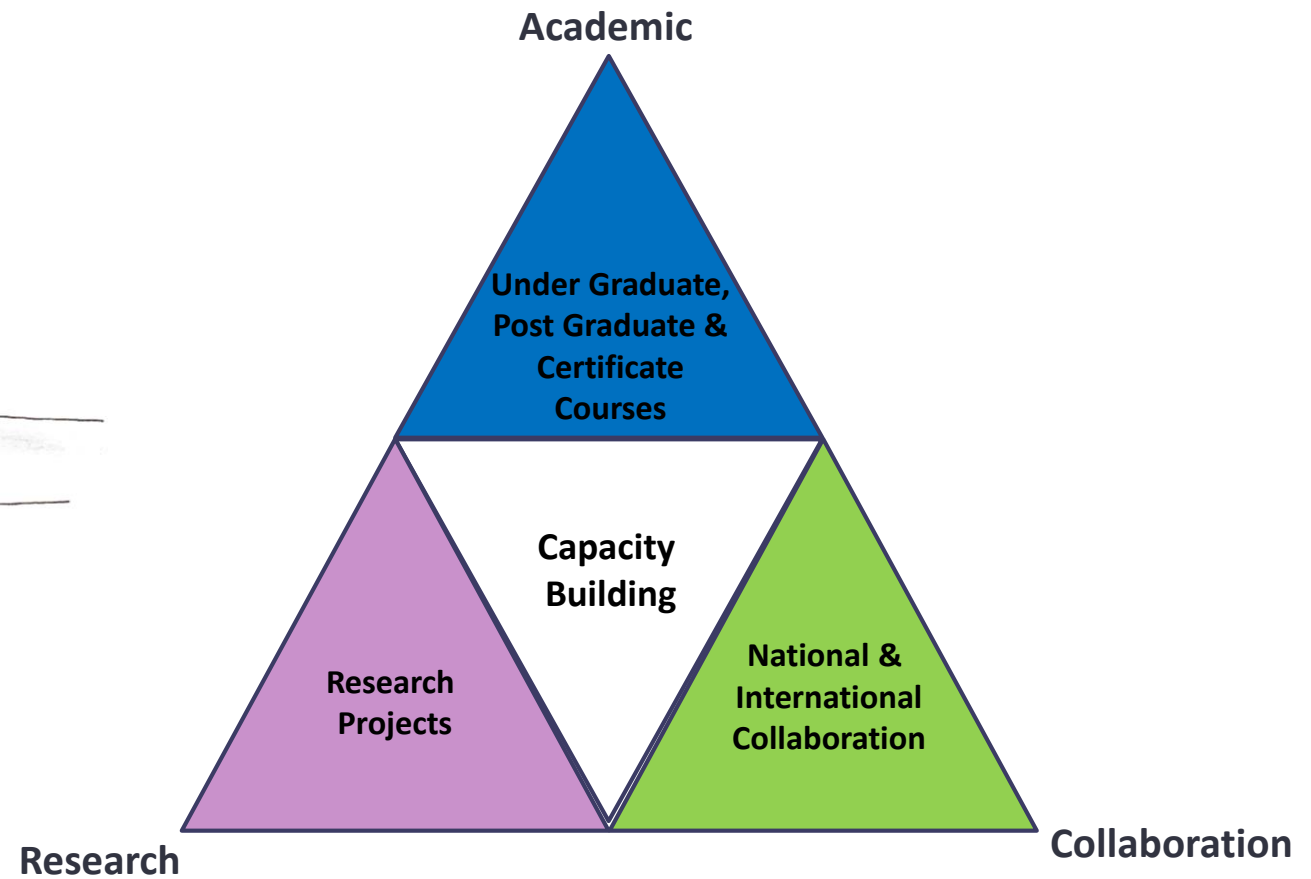 Academic
Under Graduate,
Post Graduate &
Certificate
Courses
Capacity
Building
Research
Projects
National &
International
Collaboration
Research
Collaboration